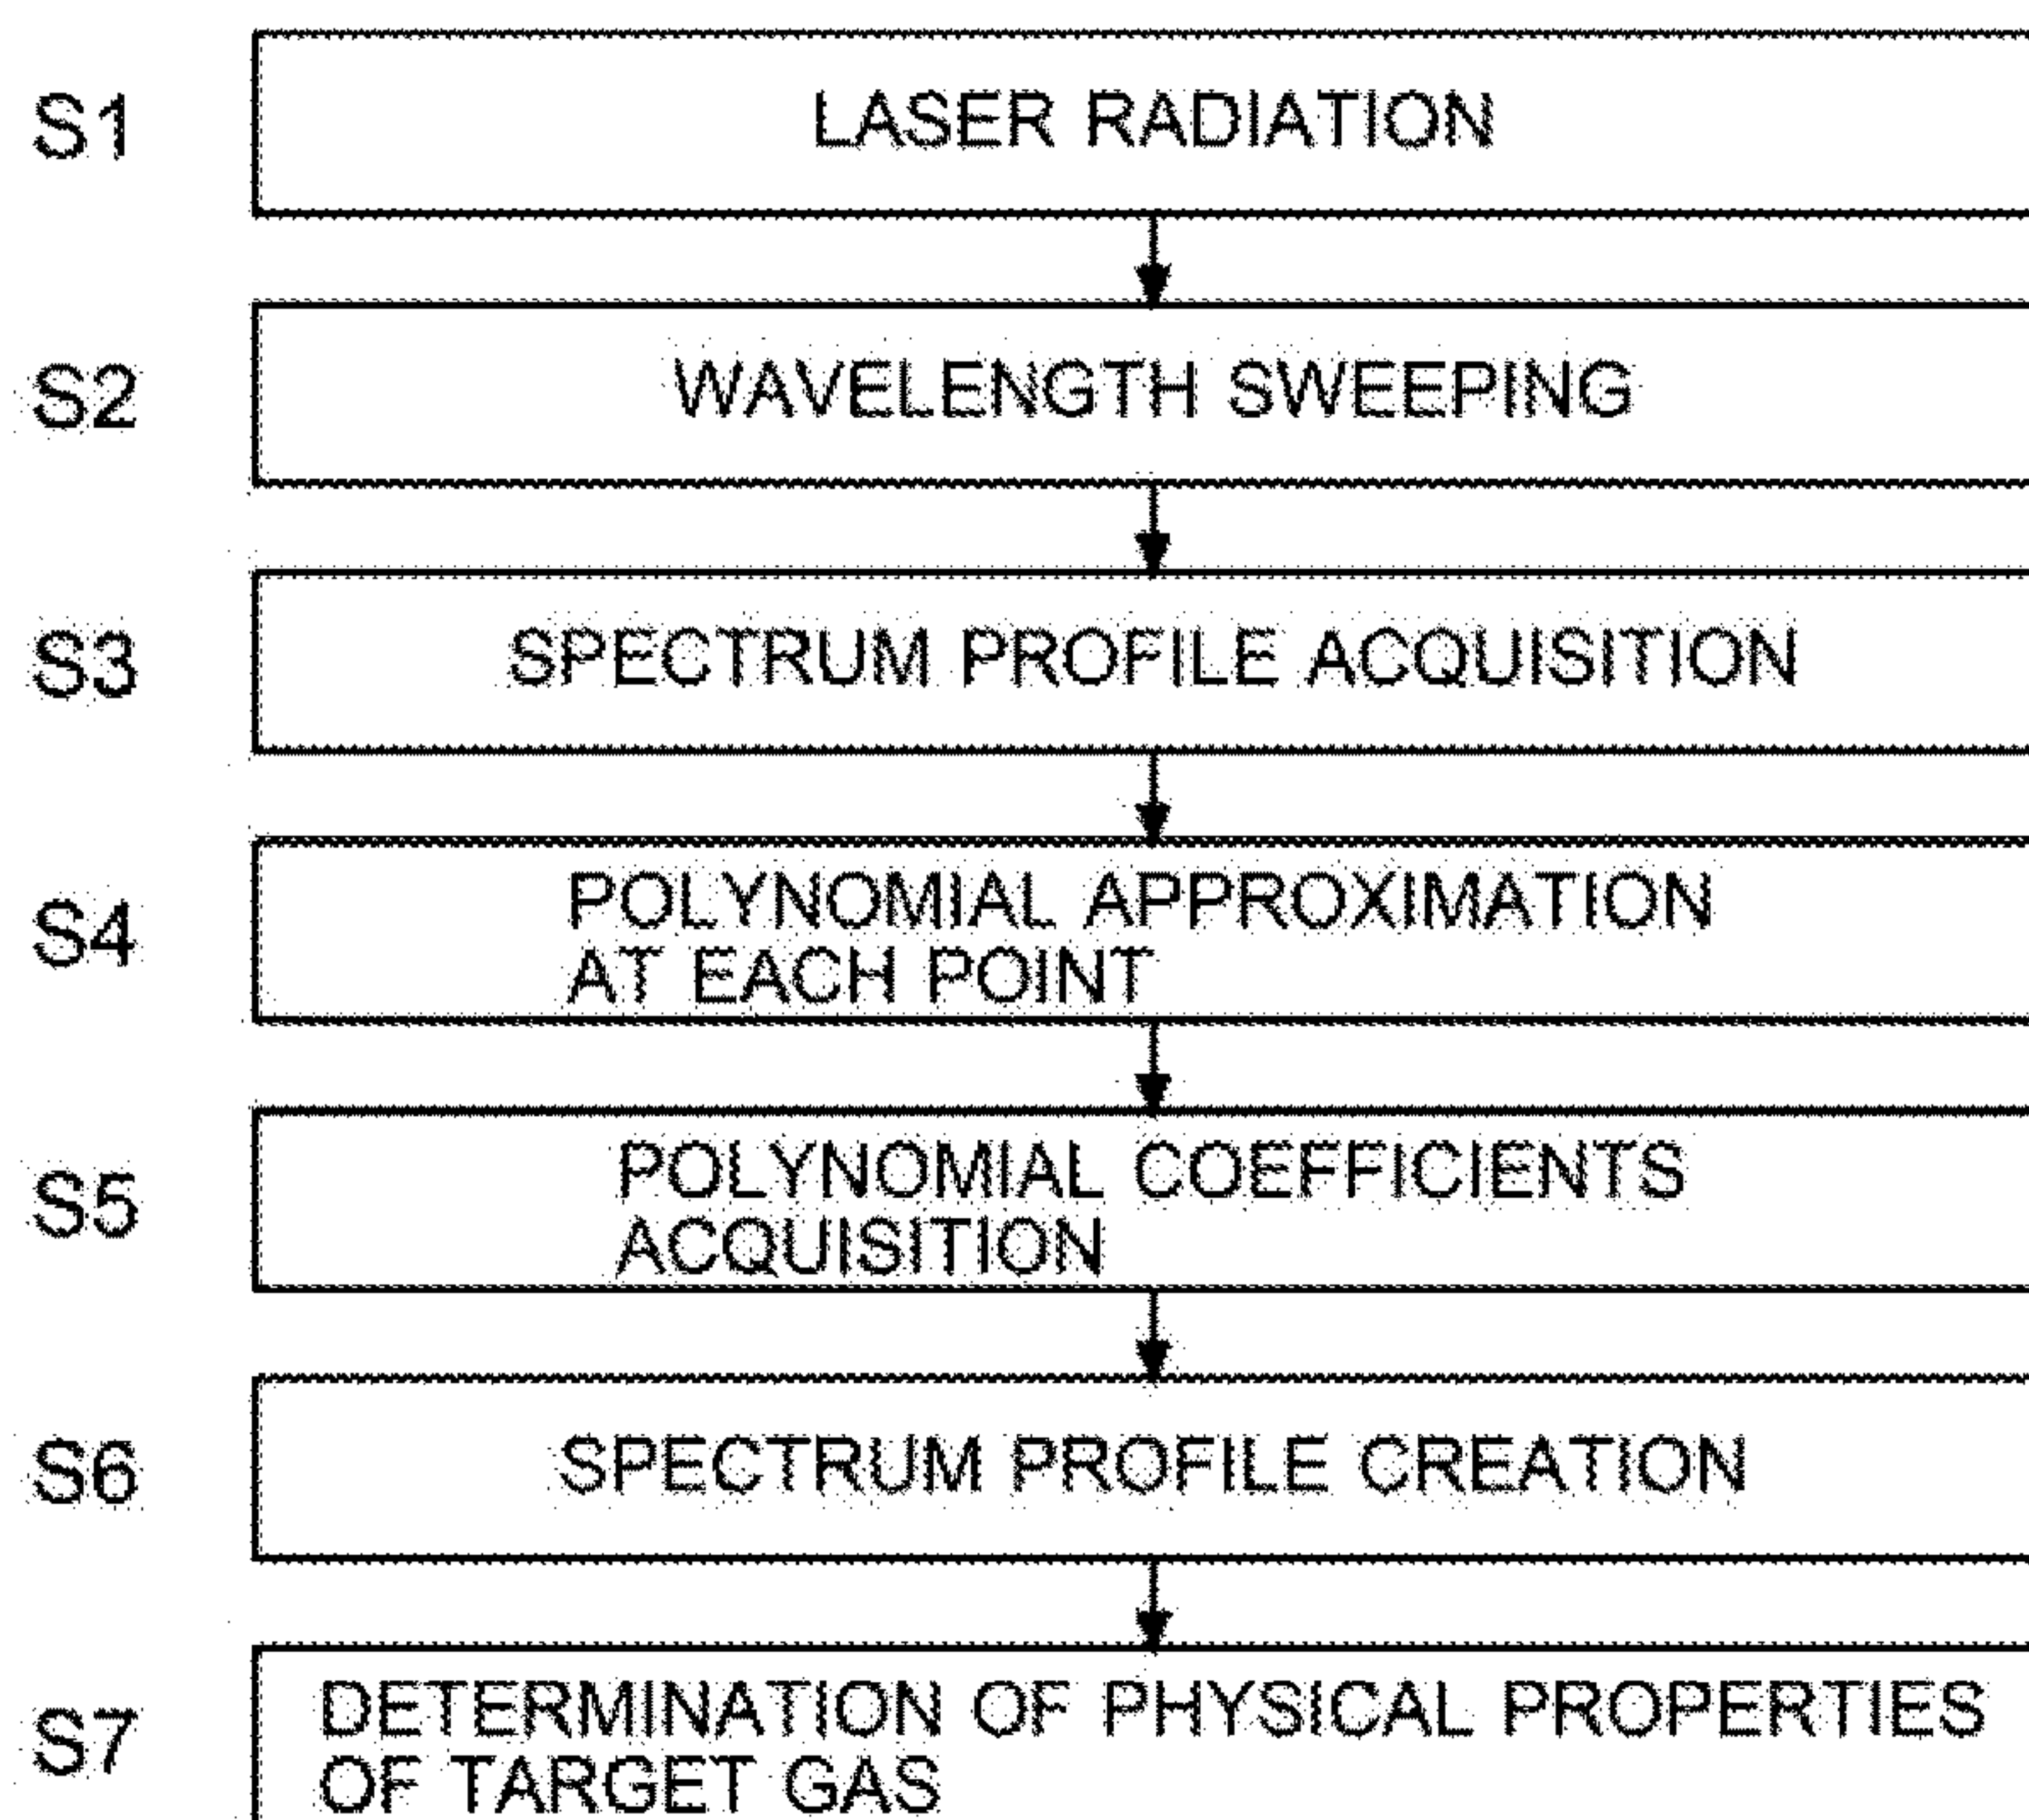 S1 LASER RADIATION
S2 WAVELENGTH SWEEPING
S3 SPECTRUM PROFILE ACQUISITION
S4 POLYNOMIAL APPROXIMATION
AT EACH POINT
S5 POLYNOMIAL COEFFICIENTS
ACQUISITION
S6 SPECTRUM PROFILE CREATION
S7 DETERMINATION OF PHYSICAL PROPERTIES
OF TARGET GAS